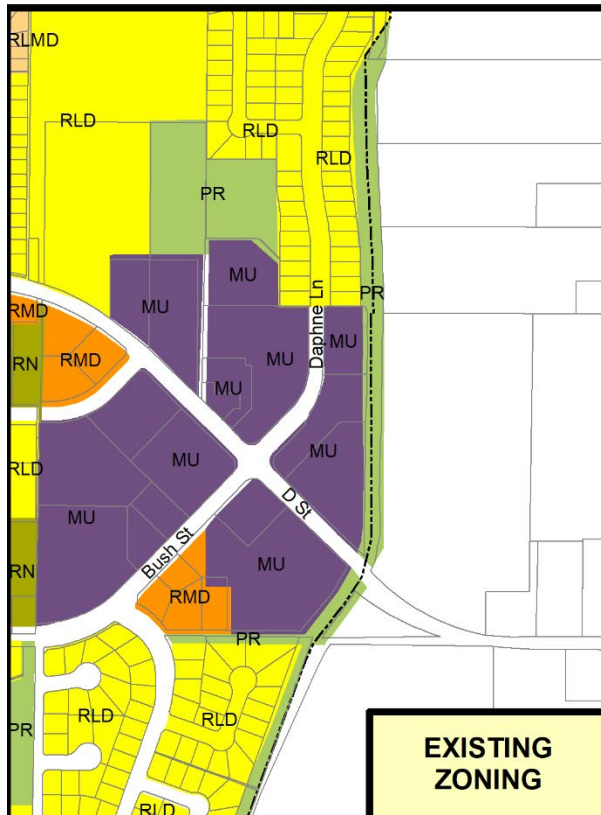 RLMD
RLD
RLD
RLD
PR
MU
MU
PR
Daphne Ln
RMD
MU
RN
RMD
MU
MU
RLD
MU
MU
D St
MU
Bush St
MU
RN
RMD
PR
PR
RLD
RLD
RLD
EXISTING
ZONING